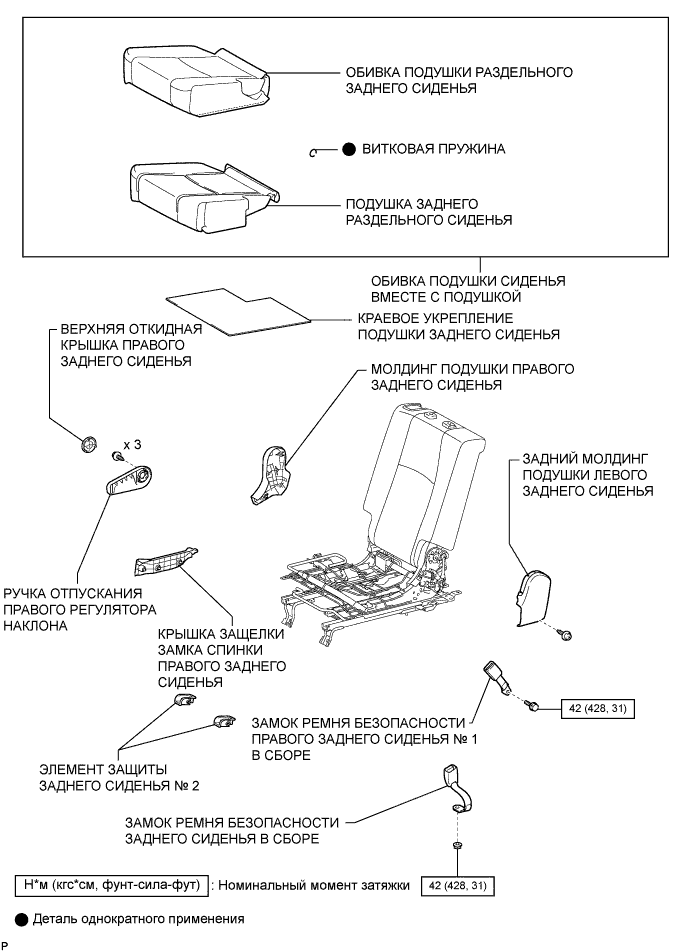 ОБИВКА ПОДУШКИ РАЗДЕЛЬНОГО
ЗАДНЕГО СИДЕНЬЯ
ВИТКОВАЯ ПРУЖИНА
ПОДУШКА ЗАДНЕГО
РАЗДЕЛЬНОГО СИДЕНЬЯ
ОБИВКА ПОДУШКИ СИДЕНЬЯ
ВМЕСТЕ С ПОДУШКОЙ
КРАЕВОЕ УКРЕПЛЕНИЕ
ПОДУШКИ ЗАДНЕГО СИДЕНЬЯ
ВЕРХНЯЯ ОТКИДНАЯ
КРЫШКА ПРАВОГО
ЗАДНЕГО СИДЕНЬЯ
МОЛДИНГ ПОДУШКИ ПРАВОГО
ЗАДНЕГО СИДЕНЬЯ
x 3
ЗАДНИЙ МОЛДИНГ
ПОДУШКИ ЛЕВОГО
ЗАДНЕГО СИДЕНЬЯ
РУЧКА ОТПУСКАНИЯ
ПРАВОГО РЕГУЛЯТОРА
НАКЛОНА
КРЫШКА ЗАЩЕЛКИ
ЗАМКА СПИНКИ
ПРАВОГО ЗАДНЕГО
СИДЕНЬЯ
42 (428, 31)
ЗАМОК РЕМНЯ БЕЗОПАСНОСТИ
ПРАВОГО ЗАДНЕГО СИДЕНЬЯ № 1
В СБОРЕ
ЭЛЕМЕНТ ЗАЩИТЫ
ЗАДНЕГО СИДЕНЬЯ № 2
ЗАМОК РЕМНЯ БЕЗОПАСНОСТИ
ЗАДНЕГО СИДЕНЬЯ В СБОРЕ
Н*м (кгс*см, фунт-сила-фут) : Номинальный момент затяжки
42 (428, 31)
Деталь однократного применения
P